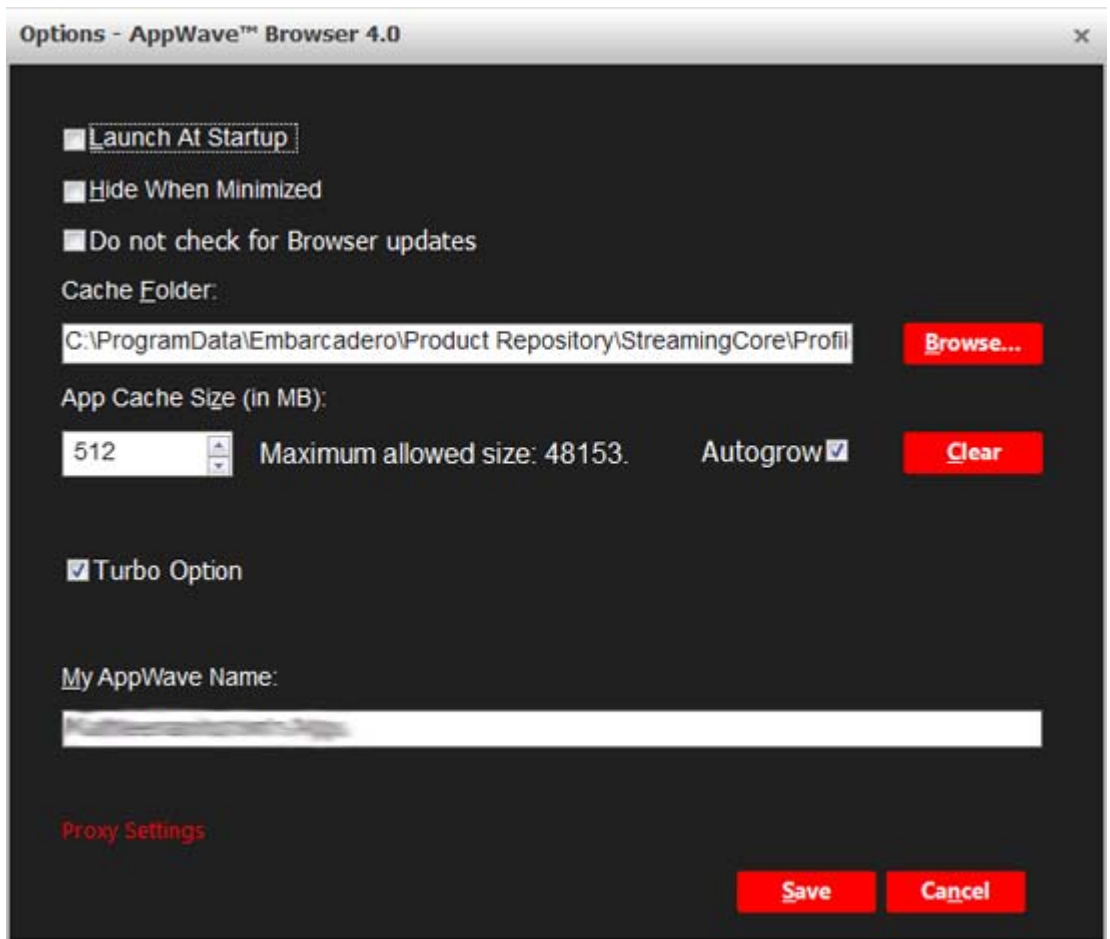 Options - AppWave™ Browser 4.0
Launch At Startup
Hide When Minimized
Do not check for Browser updates
Cache Folder:
C:\ProgramData\Embarcadero\Product Repository\StreamingCore\Profil Browse...
App Cache Size (in MB):
512 Maximum allowed size: 48153. Autogrow Clear
Turbo Option
My AppWave Name:
Proxy Settings
Save Cancel